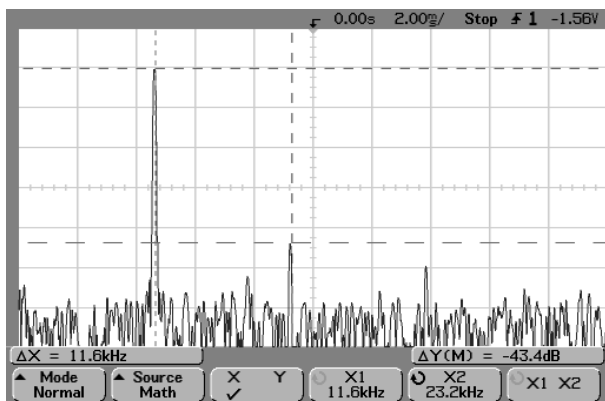 0.00s 2.00㎳/ Stop 1 -1.56V
ΔX = 11.6kHz ΔY(M) = -43.4dB
Mode Source X Y X1 X2 X1 X2
Normal Math ✓ 11.6kHz 23.2kHz